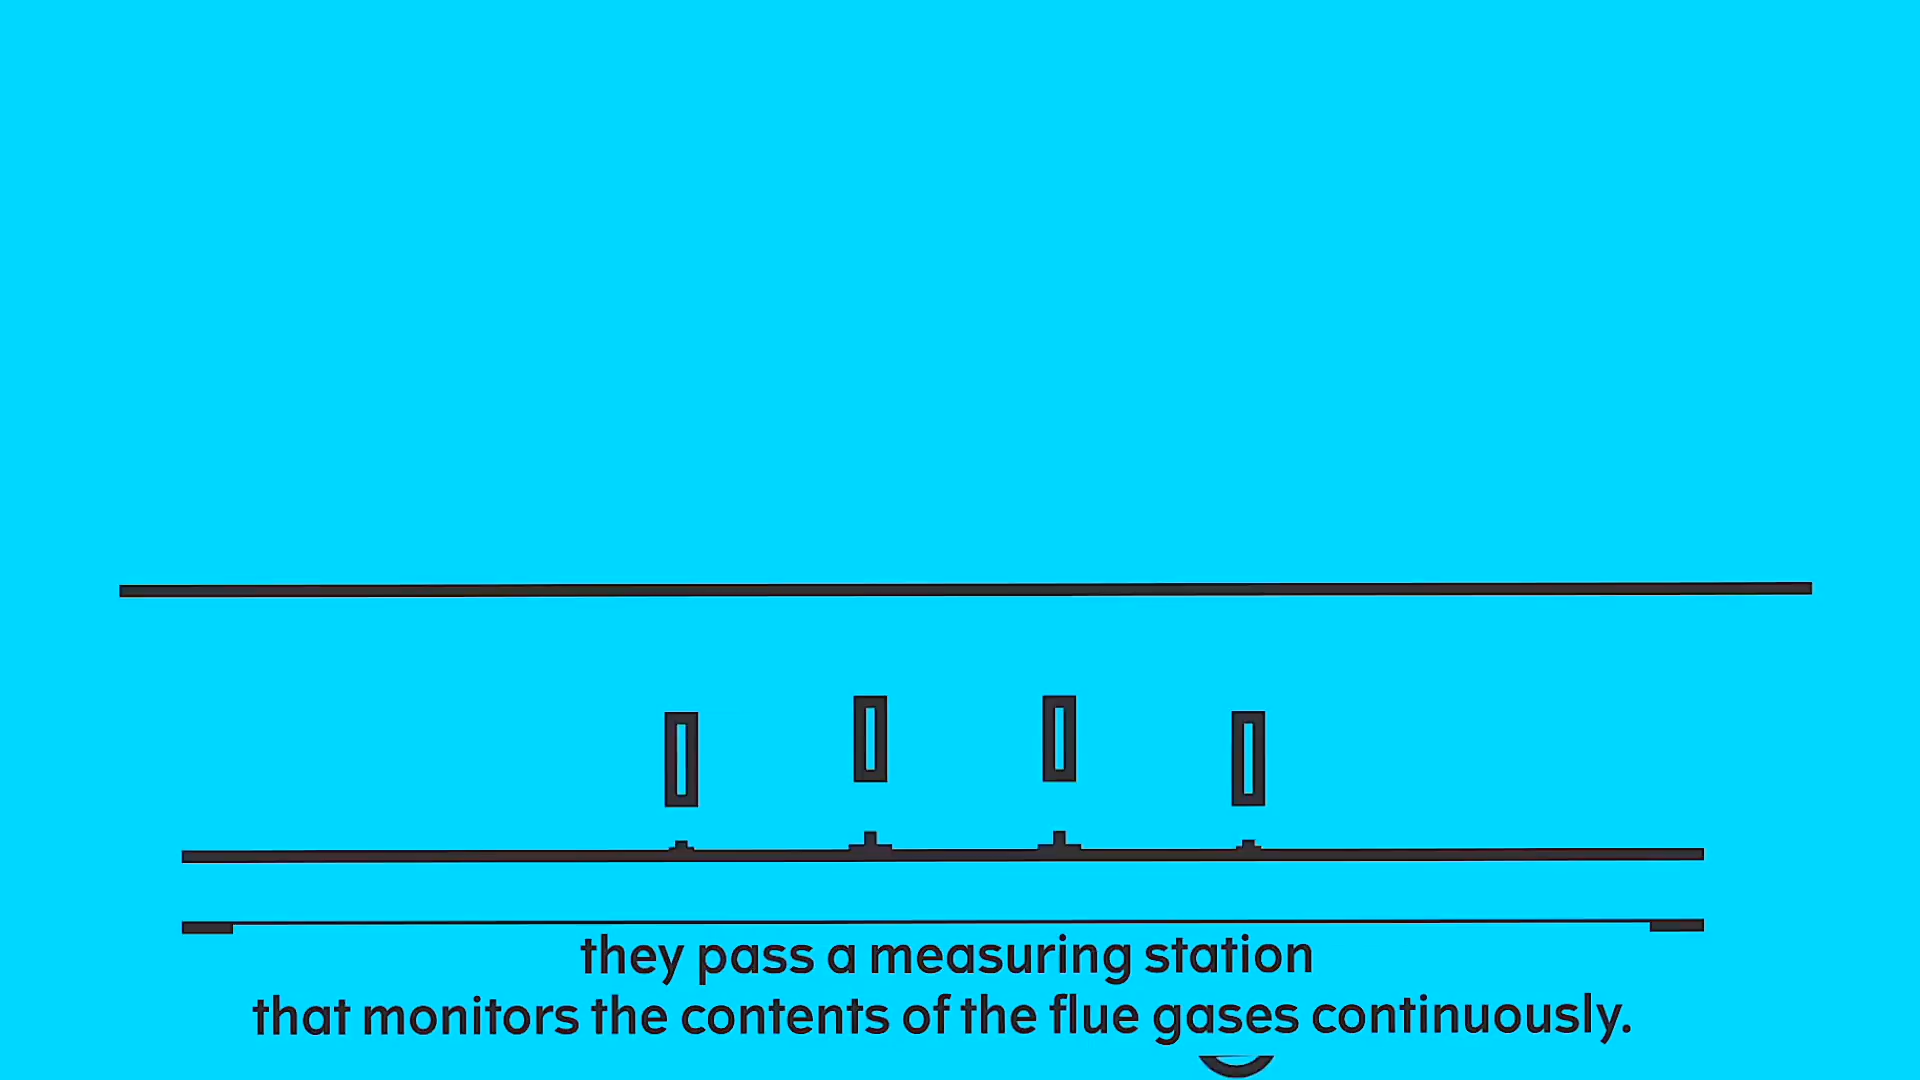 they pass a measuring station
that monitors the contents of the flue gases continuously.